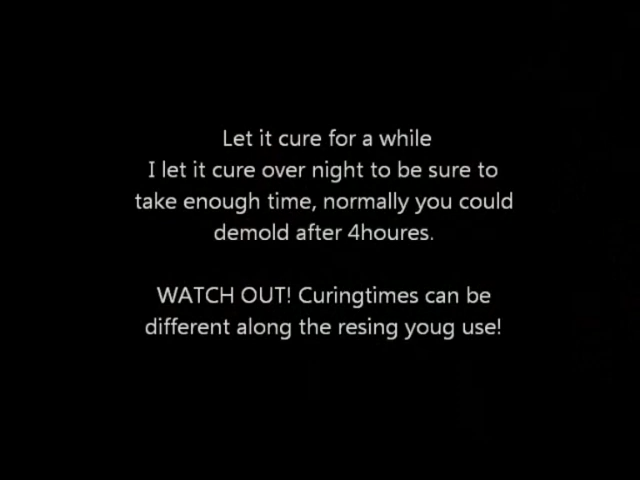 Let it cure for a while
I let it cure over night to be sure to
take enough time, normally you could
demold after 4houres.
WATCH OUT! Curingtimes can be
different along the resing youg use!